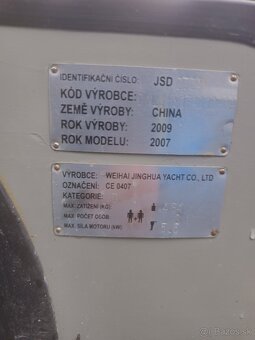 IDENTIFIKAČNÍ ČÍSLO: JSD
KÓD VÝROBCE:
ZEMĚ VÝROBY: CHINA
ROK VÝROBY: 2009
ROK MODELU: 2007
VÝROBCE: WEIHAI JINGHUA YACHT CO., LTD
OZNAČENÍ: CE 0407
KATEGORIE:
MAX. ZATÍŽENÍ (KG)
MAX. POČET OSOB
MAX. SÍLA MOTORU (kW)